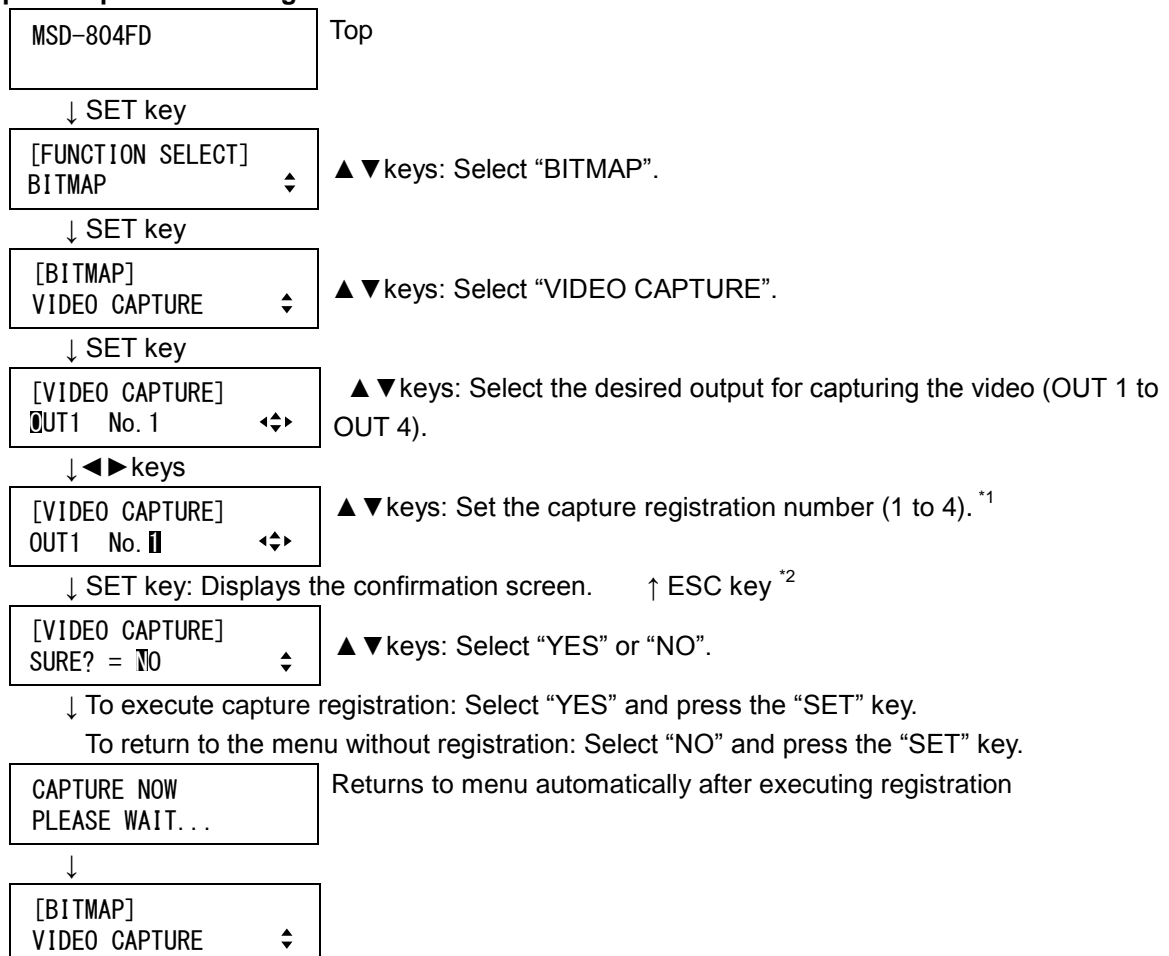 MSD-804FD Top
↓ SET key
[FUNCTION SELECT]
BITMAP ▲▼keys: Select “BITMAP”.
↓ SET key
[BITMAP]
VIDEO CAPTURE ▲▼keys: Select “VIDEO CAPTURE”.
↓ SET key
[VIDEO CAPTURE] ▲▼keys: Select the desired output for capturing the video (OUT 1 to
OUT1 No.1 OUT 4).
↓◄►keys
[VIDEO CAPTURE] ▲▼keys: Set the capture registration number (1 to 4). *1
OUT1 No.1
↓ SET key: Displays the confirmation screen. ↑ ESC key *2
[VIDEO CAPTURE]
SURE? = NO ▲▼keys: Select “YES” or “NO”.
↓ To execute capture registration: Select “YES” and press the “SET” key.
To return to the menu without registration: Select “NO” and press the “SET” key.
CAPTURE NOW Returns to menu automatically after executing registration
PLEASE WAIT...
↓
[BITMAP]
VIDEO CAPTURE